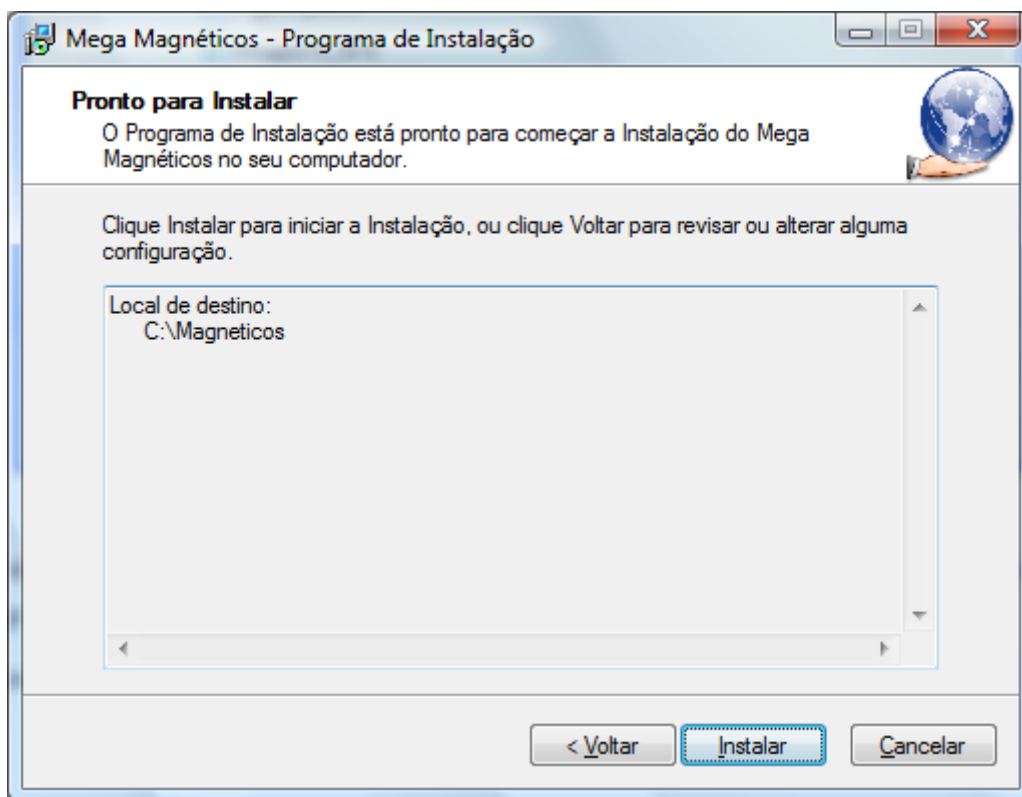 Mega Magnéticos - Programa de Instalação
Pronto para Instalar
O Programa de Instalação está pronto para começar a Instalação do Mega
Magnéticos no seu computador.
Clique Instalar para iniciar a Instalação, ou clique Voltar para revisar ou alterar alguma
configuração.
Local de destino:
C:\Magneticos
< Voltar
Instalar
Cancelar